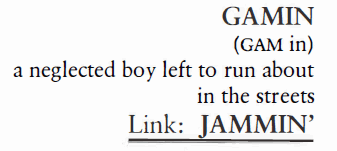 GAMIN
(GAM in)
a neglected boy left to run about
in the streets
Link: JAMMIN’